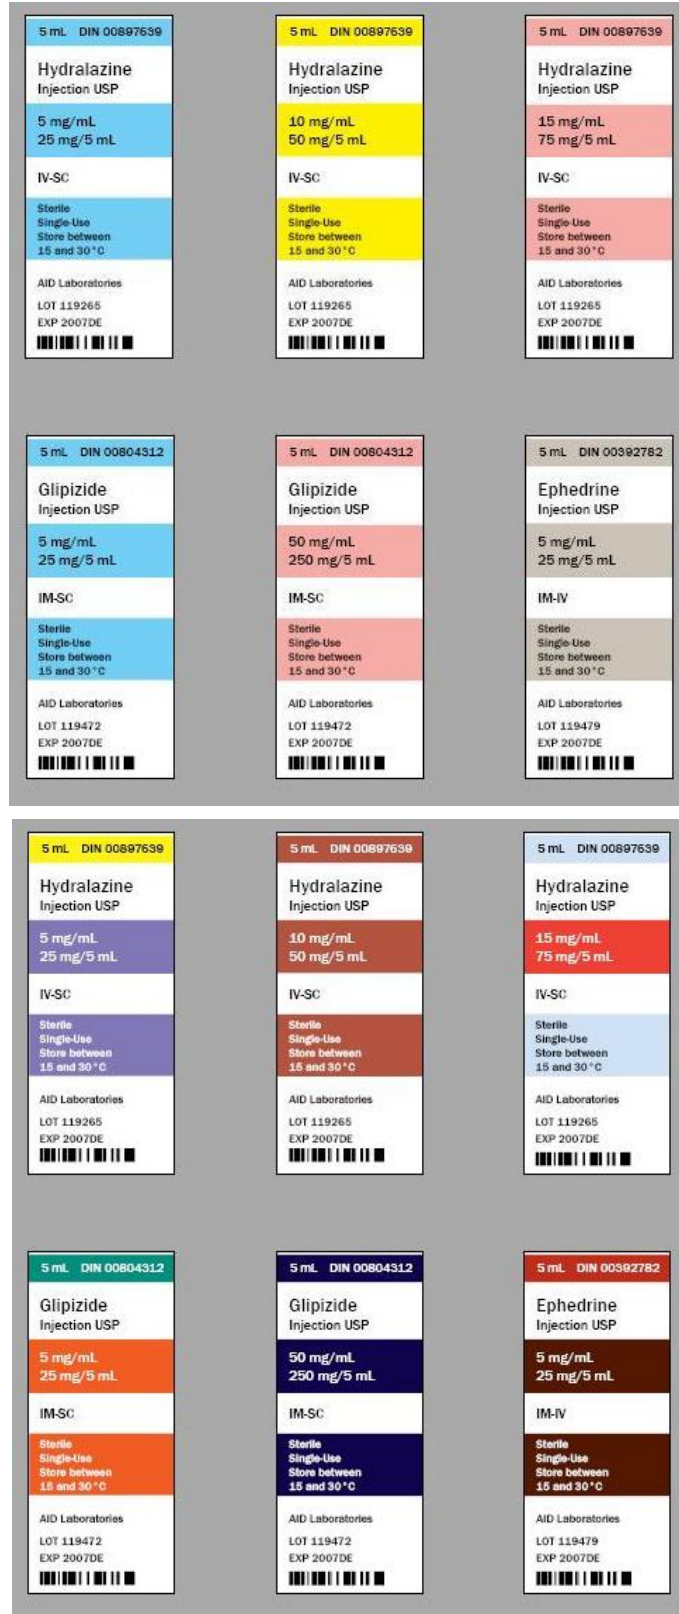 5 mL DIN 00897639
Hydralazine
Injection USP
5 mg/mL
25 mg/5 mL
IV-SC
Sterile
Single-Use
Store between
15 and 30°C
AID Laboratories
LOT 119265
EXP 2007DE
5 mL DIN 00897639
Hydralazine
Injection USP
10 mg/mL
50 mg/5 mL
IV-SC
Sterile
Single-Use
Store between
15 and 30°C
AID Laboratories
LOT 119265
EXP 2007DE
5 mL DIN 00897639
Hydralazine
Injection USP
15 mg/mL
75 mg/5 mL
IV-SC
Sterile
Single-Use
Store between
15 and 30°C
AID Laboratories
LOT 119265
EXP 2007DE
5 mL DIN 00804312
Glipizide
Injection USP
5 mg/mL
25 mg/5 mL
IM-SC
Sterile
Single-Use
Store between
15 and 30°C
AID Laboratories
LOT 119472
EXP 2007DE
5 mL DIN 00804312
Glipizide
Injection USP
50 mg/mL
250 mg/5 mL
IM-SC
Sterile
Single-Use
Store between
15 and 30°C
AID Laboratories
LOT 119472
EXP 2007DE
5 mL DIN 00392782
Ephedrine
Injection USP
5 mg/mL
25 mg/5 mL
IM-IV
Sterile
Single-Use
Store between
15 and 30°C
AID Laboratories
LOT 119479
EXP 2007DE
5 mL DIN 00897639
Hydralazine
Injection USP
5 mg/mL
25 mg/5 mL
IV-SC
Sterile
Single-Use
Store between
15 and 30°C
AID Laboratories
LOT 119265
EXP 2007DE
5 mL DIN 00897639
Hydralazine
Injection USP
10 mg/mL
50 mg/5 mL
IV-SC
Sterile
Single-Use
Store between
15 and 30°C
AID Laboratories
LOT 119265
EXP 2007DE
5 mL DIN 00897639
Hydralazine
Injection USP
15 mg/mL
75 mg/5 mL
IV-SC
Sterile
Single-Use
Store between
15 and 30°C
AID Laboratories
LOT 119265
EXP 2007DE
5 mL DIN 00804312
Glipizide
Injection USP
5 mg/mL
25 mg/5 mL
IM-SC
Sterile
Single-Use
Store between
15 and 30°C
AID Laboratories
LOT 119472
EXP 2007DE
5 mL DIN 00804312
Glipizide
Injection USP
50 mg/mL
250 mg/5 mL
IM-SC
Sterile
Single-Use
Store between
15 and 30°C
AID Laboratories
LOT 119472
EXP 2007DE
5 mL DIN 00392782
Ephedrine
Injection USP
5 mg/mL
25 mg/5 mL
IM-IV
Sterile
Single-Use
Store between
15 and 30°C
AID Laboratories
LOT 119479
EXP 2007DE